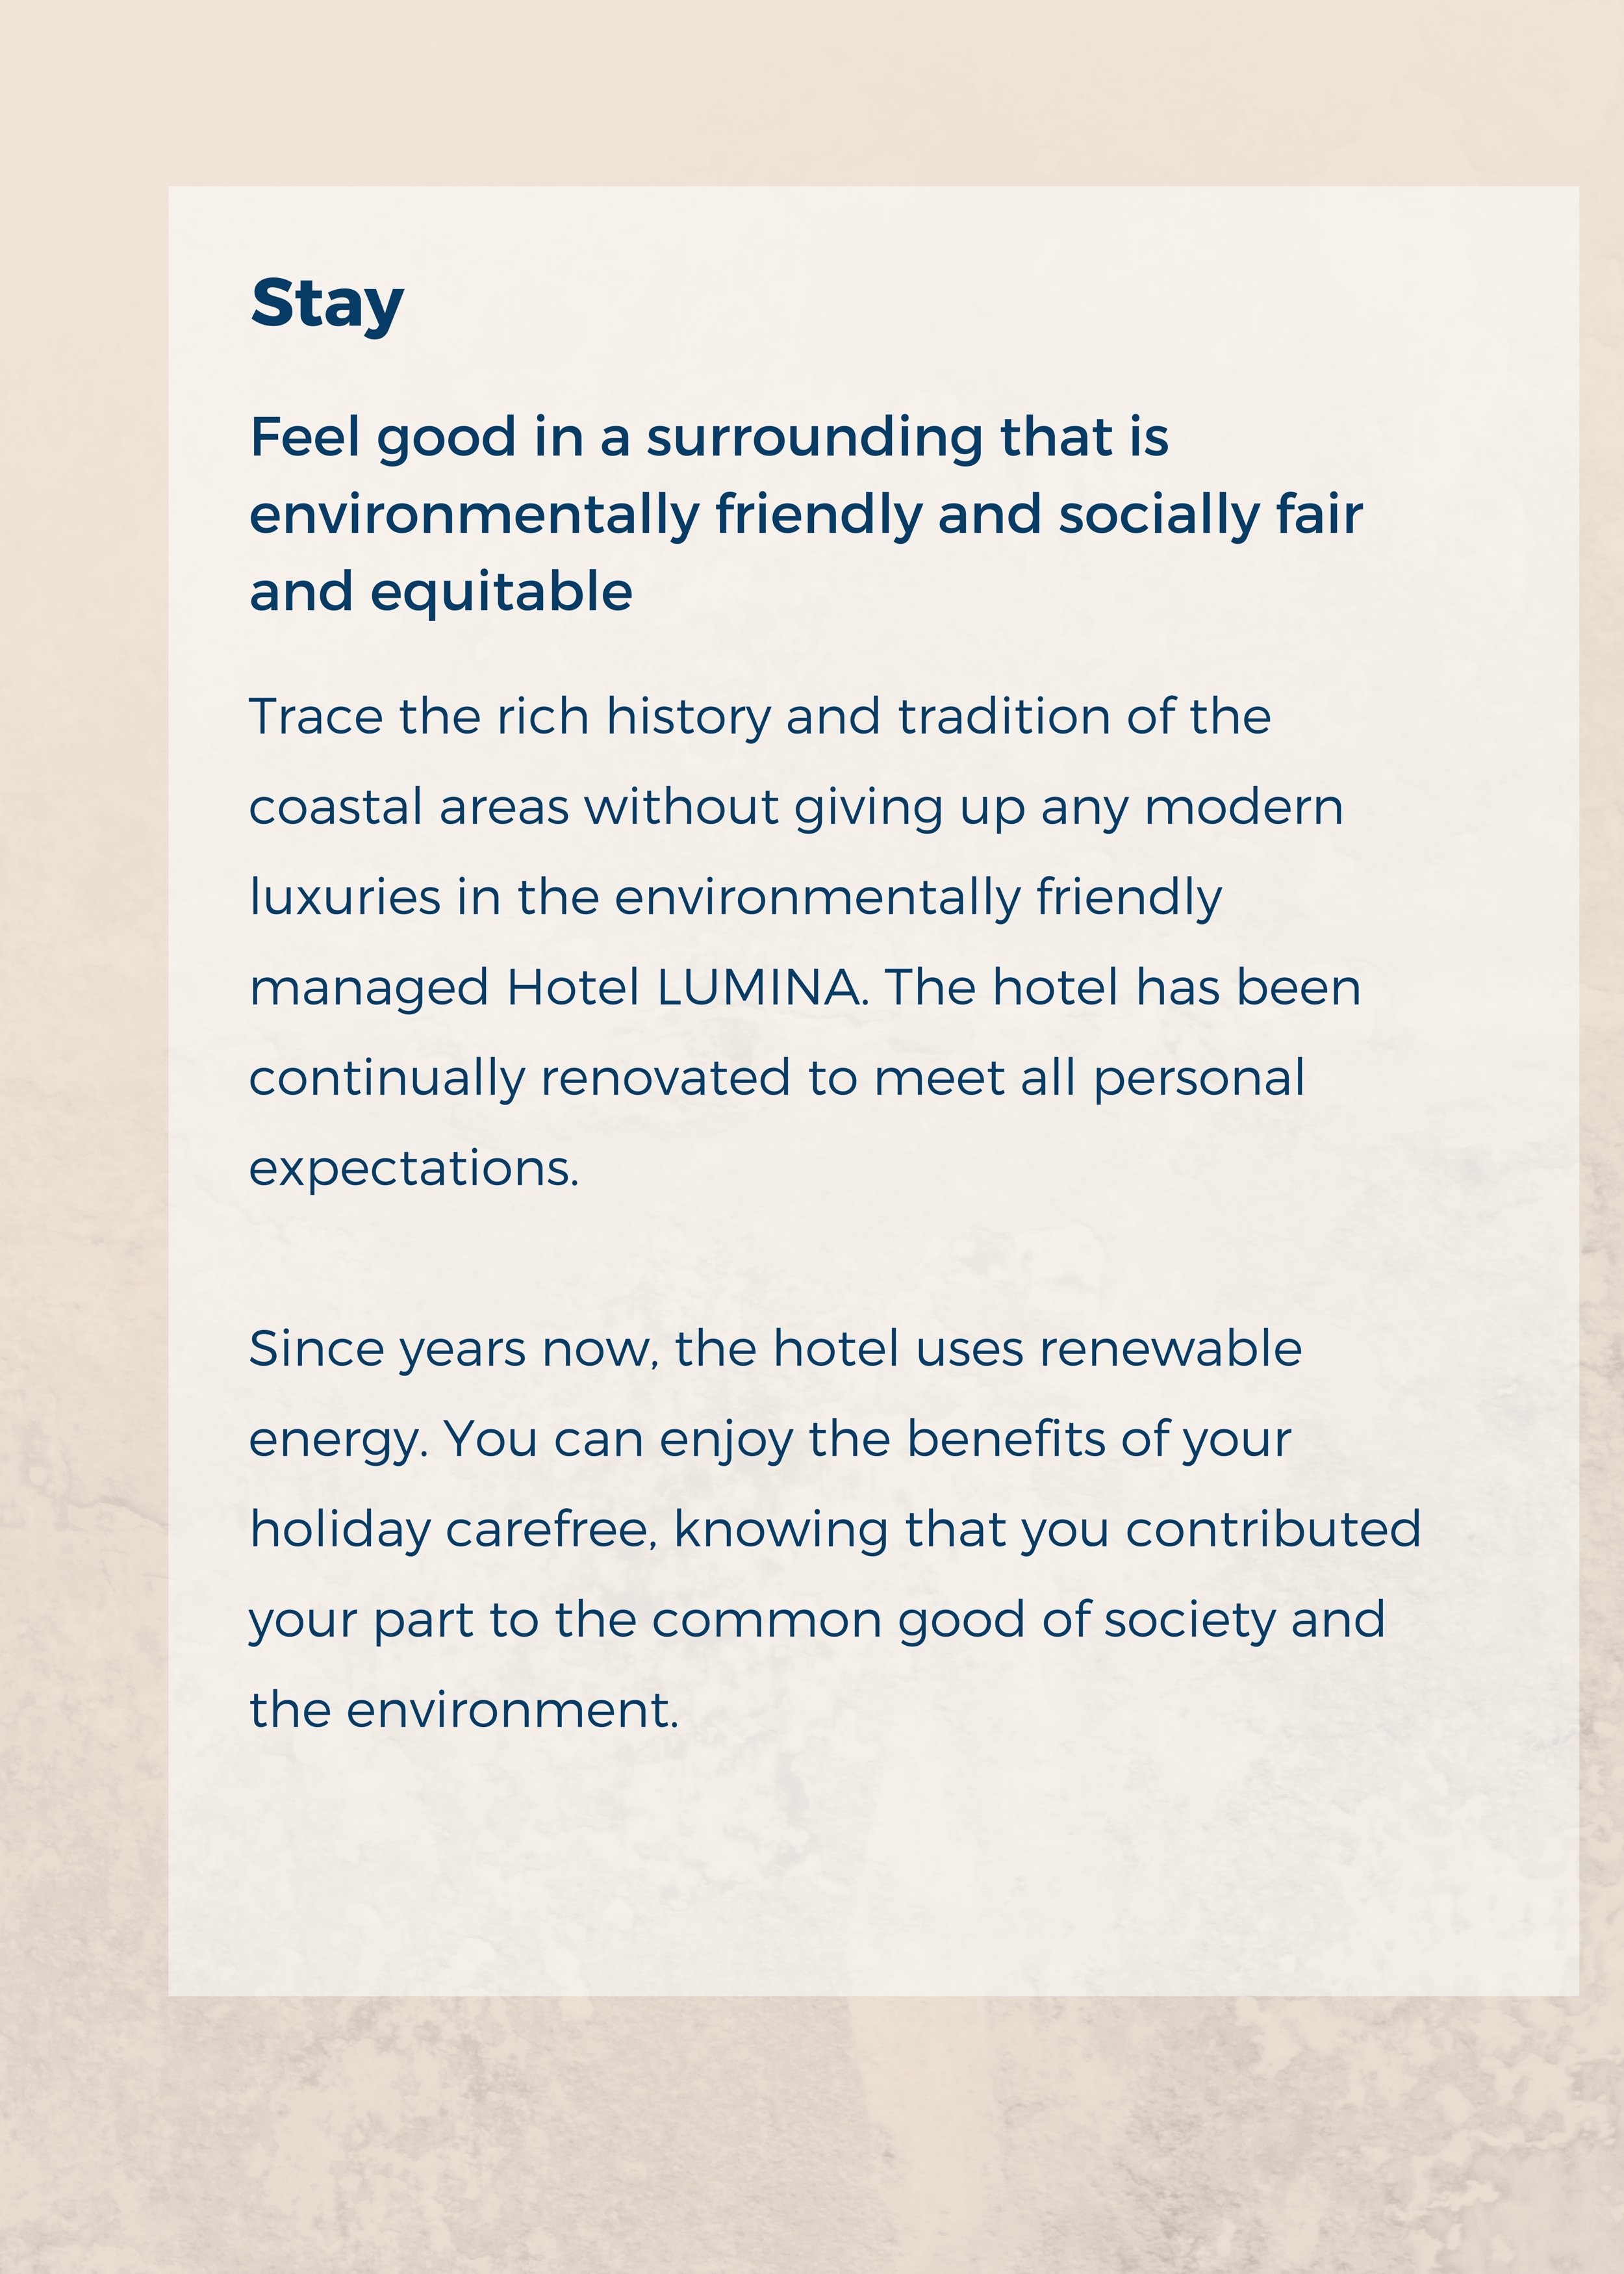 Stay
Feel good in a surrounding that is
environmentally friendly and socially fair
and equitable
Trace the rich history and tradition of the
coastal areas without giving up any modern
luxuries in the environmentally friendly
managed Hotel LUMINA. The hotel has been
continually renovated to meet all personal
expectations.
Since years now, the hotel uses renewable
energy. You can enjoy the benefits of your
holiday carefree, knowing that you contributed
your part to the common good of society and
the environment.